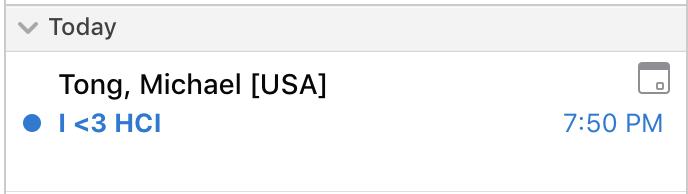 Today
Tong, Michael [USA]
I <3 HCI 7:50 PM